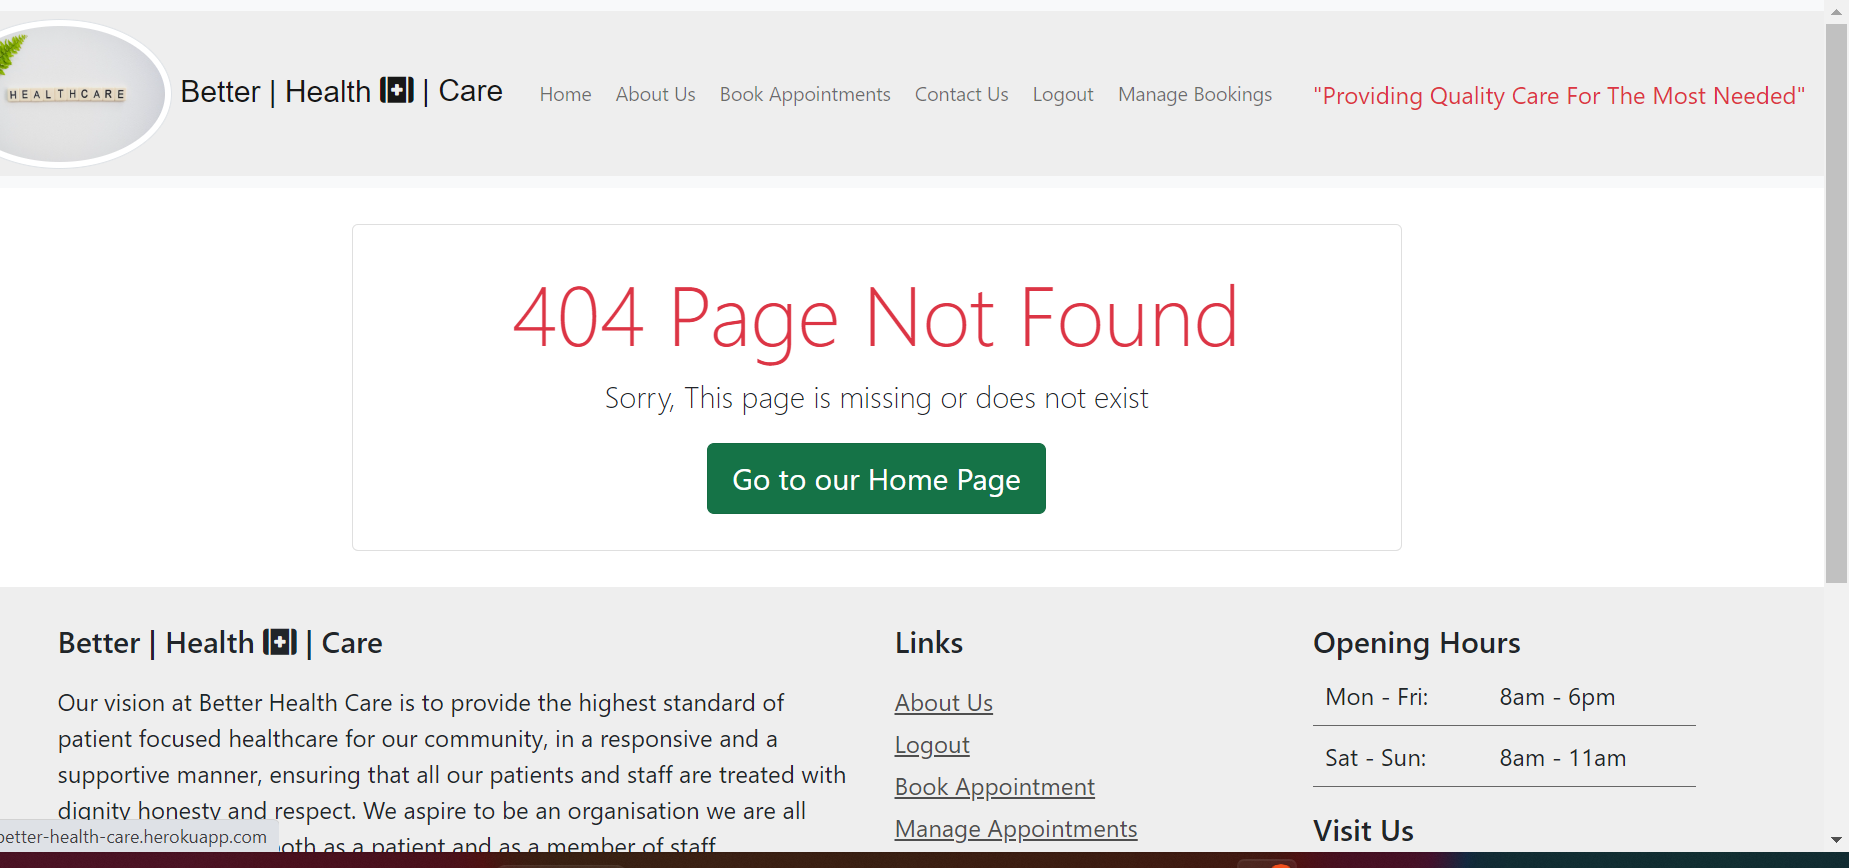 HEALTHCARE
Better | Health | Care
Home About Us Book Appointments Contact Us Logout Manage Bookings
"Providing Quality Care For The Most Needed"
404 Page Not Found
Sorry, This page is missing or does not exist
Go to our Home Page
Better | Health | Care
Our vision at Better Health Care is to provide the highest standard of
patient focused healthcare for our community, in a responsive and a
supportive manner, ensuring that all our patients and staff are treated with
dignity honesty and respect. We aspire to be an organisation we are all
as a patient and as a member of staff
better-health-care.herokuapp.com
Links
About Us
Logout
Book Appointment
Manage Appointments
Opening Hours
Mon - Fri: 8am - 6pm
Sat - Sun: 8am - 11am
Visit Us